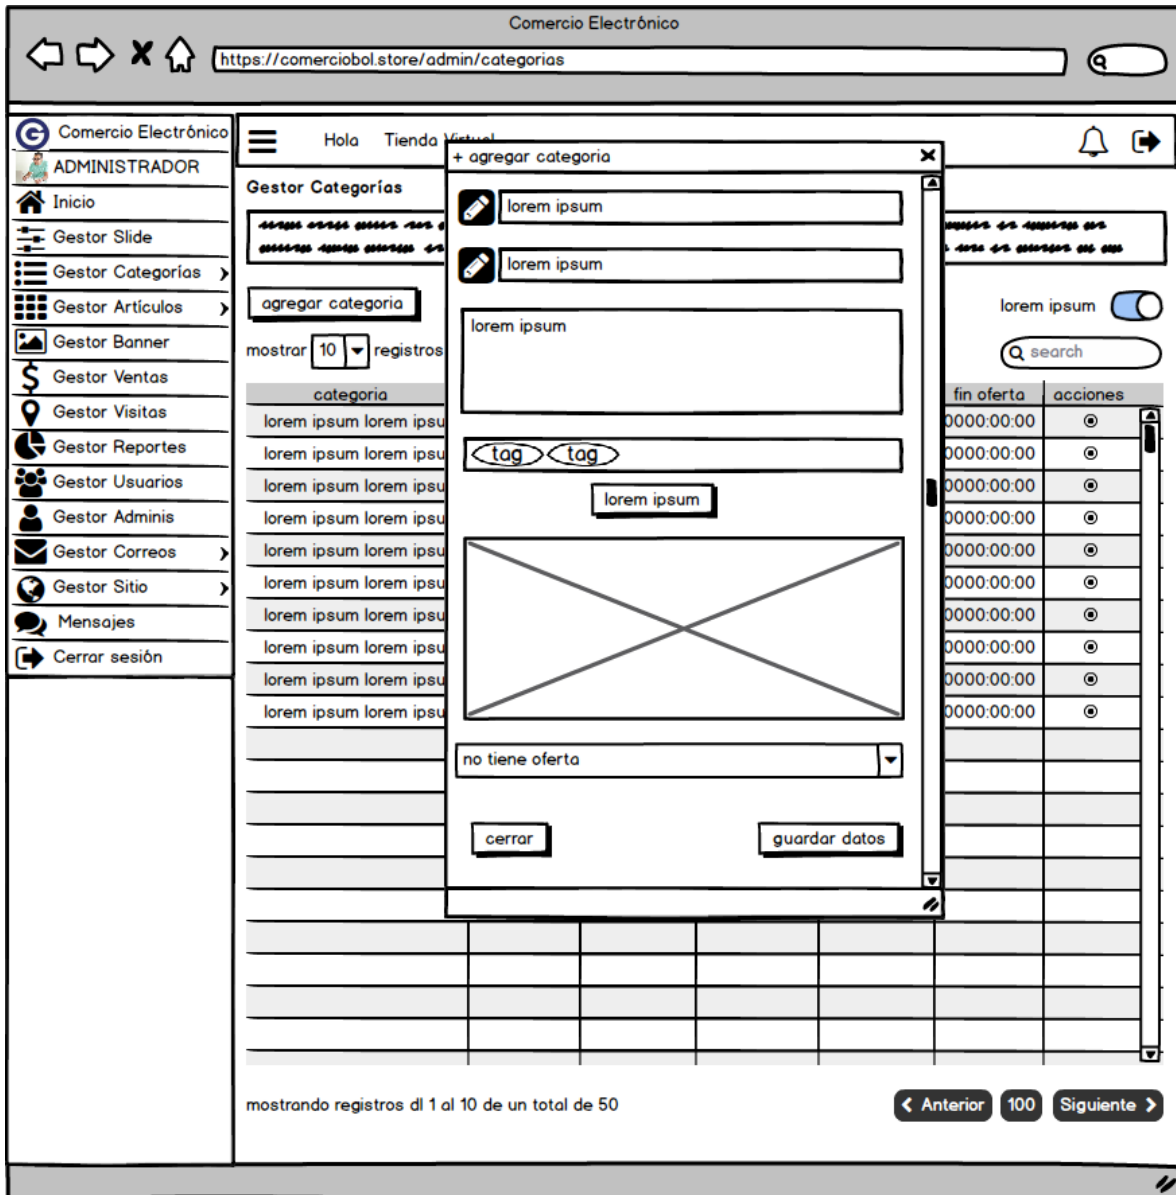 Comercio Electrónico
https://comerciobol.store/admin/categorias
Comercio Electrónico
ADMINISTRADOR
Inicio
Gestor Slide
Gestor Categorías
Gestor Artículos
Gestor Banner
Gestor Ventas
Gestor Visitas
Gestor Reportes
Gestor Usuarios
Gestor Adminis
Gestor Correos
Gestor Sitio
Mensajes
Cerrar sesión
Hola Tienda Virtual
Gestor Categorías
agregar categoria
lorem ipsum
mostrar 10 registros
search
categoria fin oferta acciones
lorem ipsum lorem ipsu 0000:00:00
lorem ipsum lorem ipsu 0000:00:00
lorem ipsum lorem ipsu 0000:00:00
lorem ipsum lorem ipsu 0000:00:00
lorem ipsum lorem ipsu 0000:00:00
lorem ipsum lorem ipsu 0000:00:00
lorem ipsum lorem ipsu 0000:00:00
lorem ipsum lorem ipsu 0000:00:00
lorem ipsum lorem ipsu 0000:00:00
lorem ipsum lorem ipsu 0000:00:00
mostrando registros dl 1 al 10 de un total de 50
Anterior 100 Siguiente
+ agregar categoria
lorem ipsum
lorem ipsum
lorem ipsum
tag tag
lorem ipsum
no tiene oferta
cerrar guardar datos